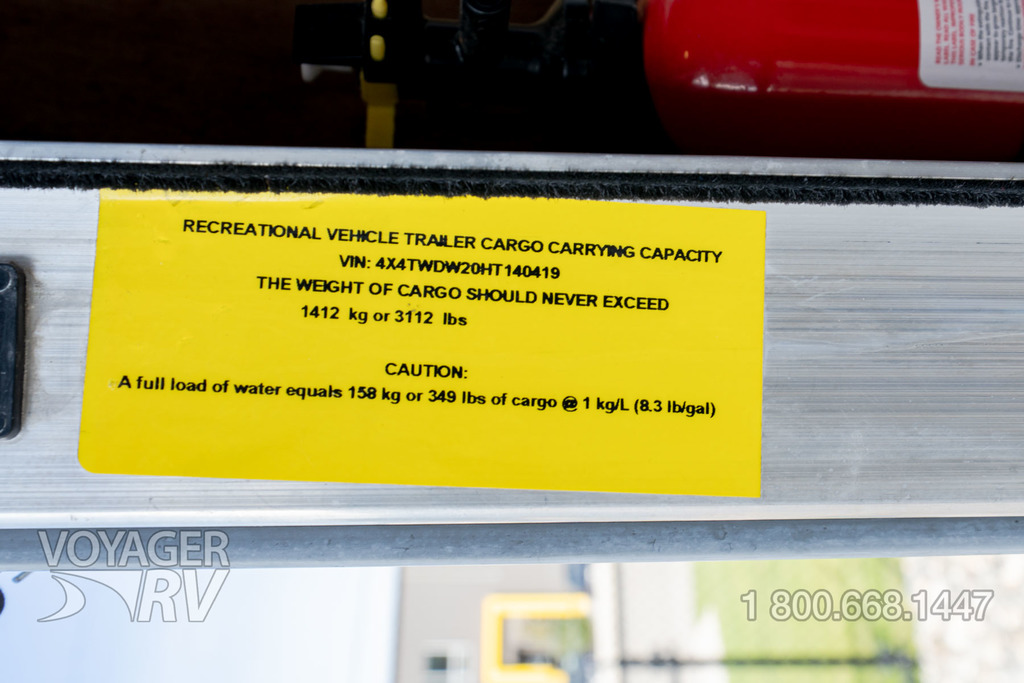 RECREATIONAL VEHICLE TRAILER CARGO CARRYING CAPACITY
VIN: 4X4TWDW20HT140419
THE WEIGHT OF CARGO SHOULD NEVER EXCEED
1412 kg or 3112 lbs
CAUTION:
A full load of water equals 158 kg or 349 lbs of cargo @ 1 kg/L (8.3 lb/gal)
VOYAGER
RV
1 800.668.1447